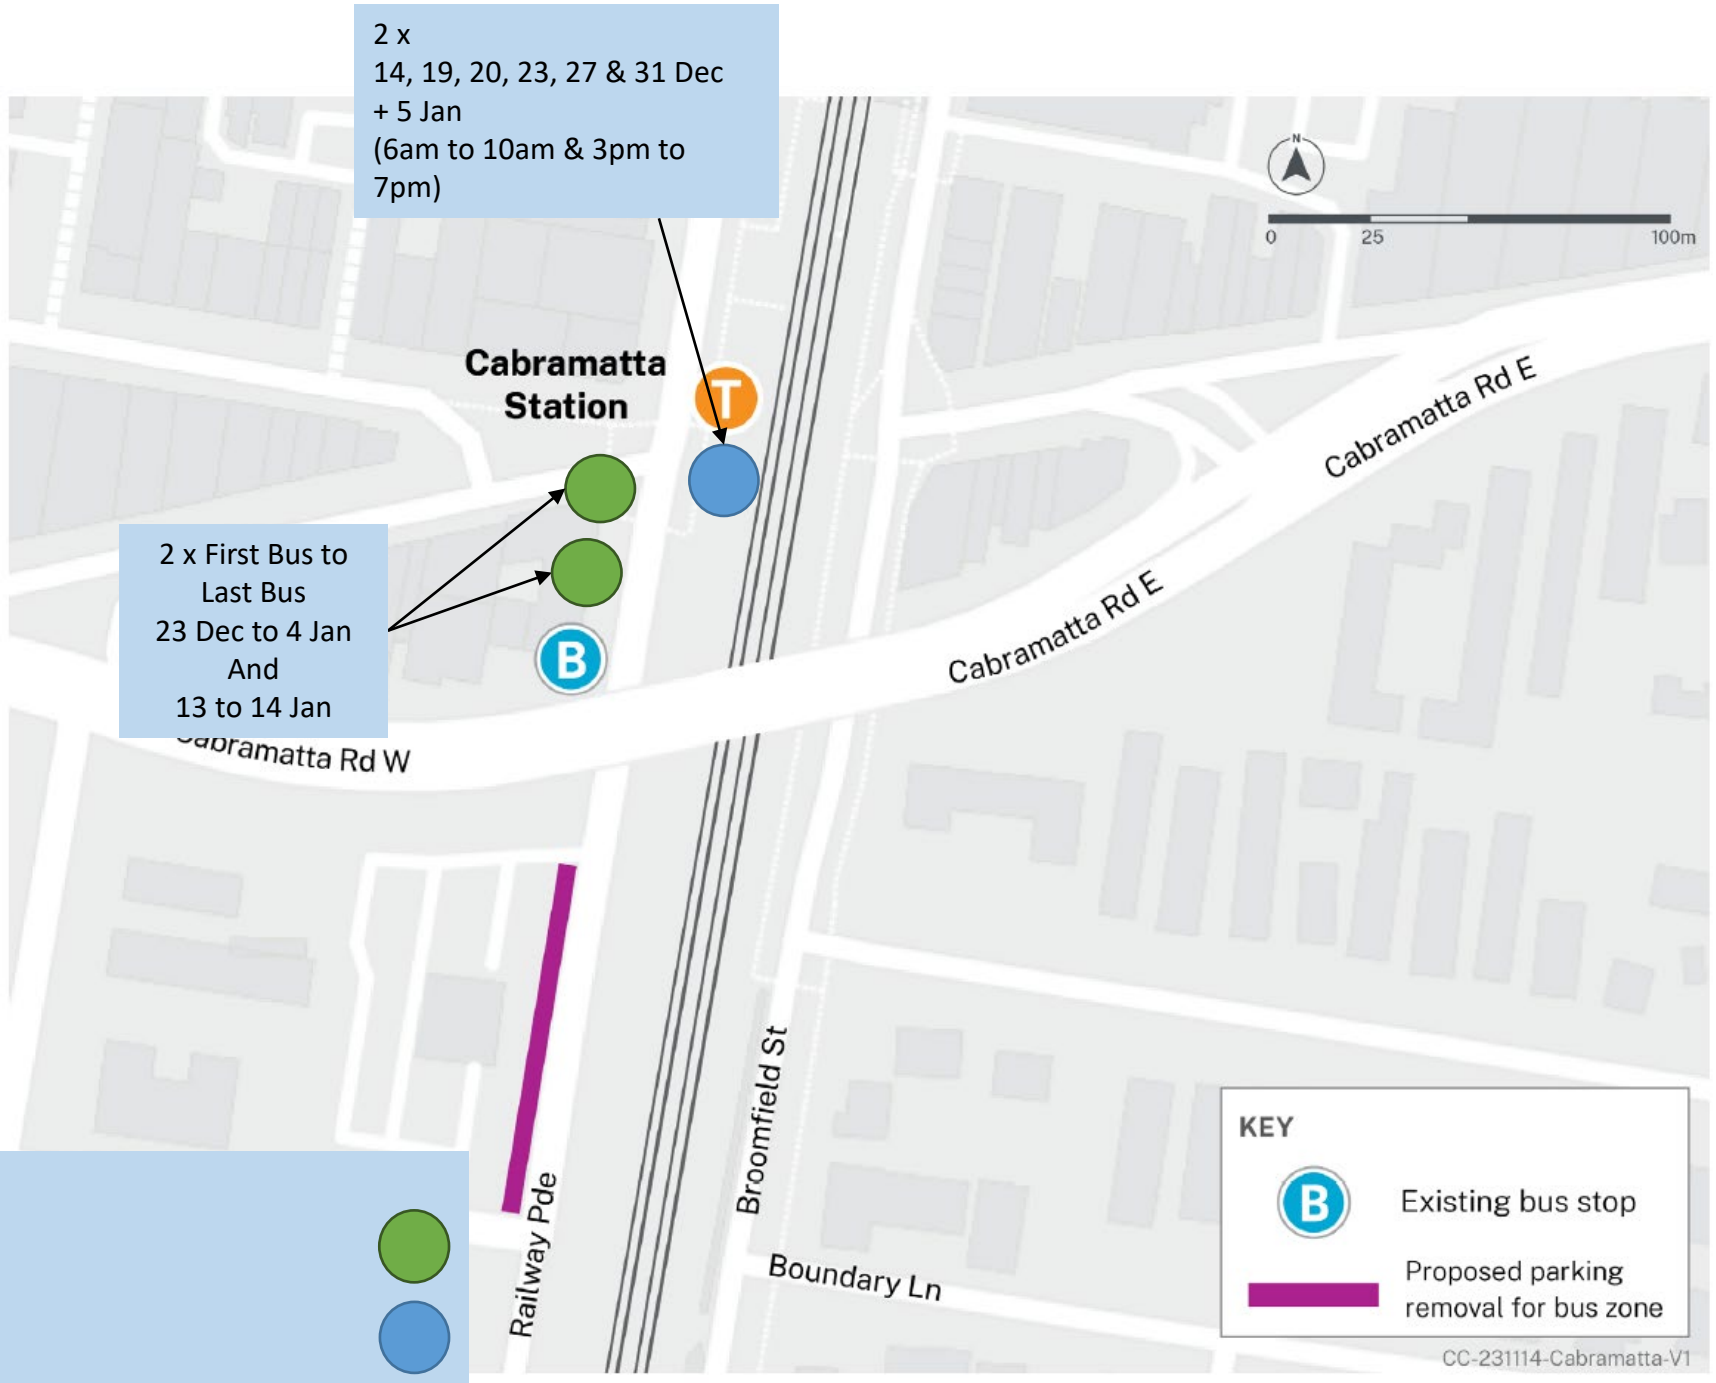 2 x
14, 19, 20, 23, 27 & 31 Dec
+ 5 Jan
(6am to 10am & 3pm to
7pm)
N
0 25 100m
Cabramatta
Station
T
Cabramatta Rd E
2 x First Bus to
Last Bus
23 Dec to 4 Jan
And
13 to 14 Jan
B
Cabramatta Rd E
Cabramatta Rd W
Broomfield St
Railway Pde
Boundary Ln
KEY
B Existing bus stop
Proposed parking
removal for bus zone
CC-231114-Cabramatta-V1